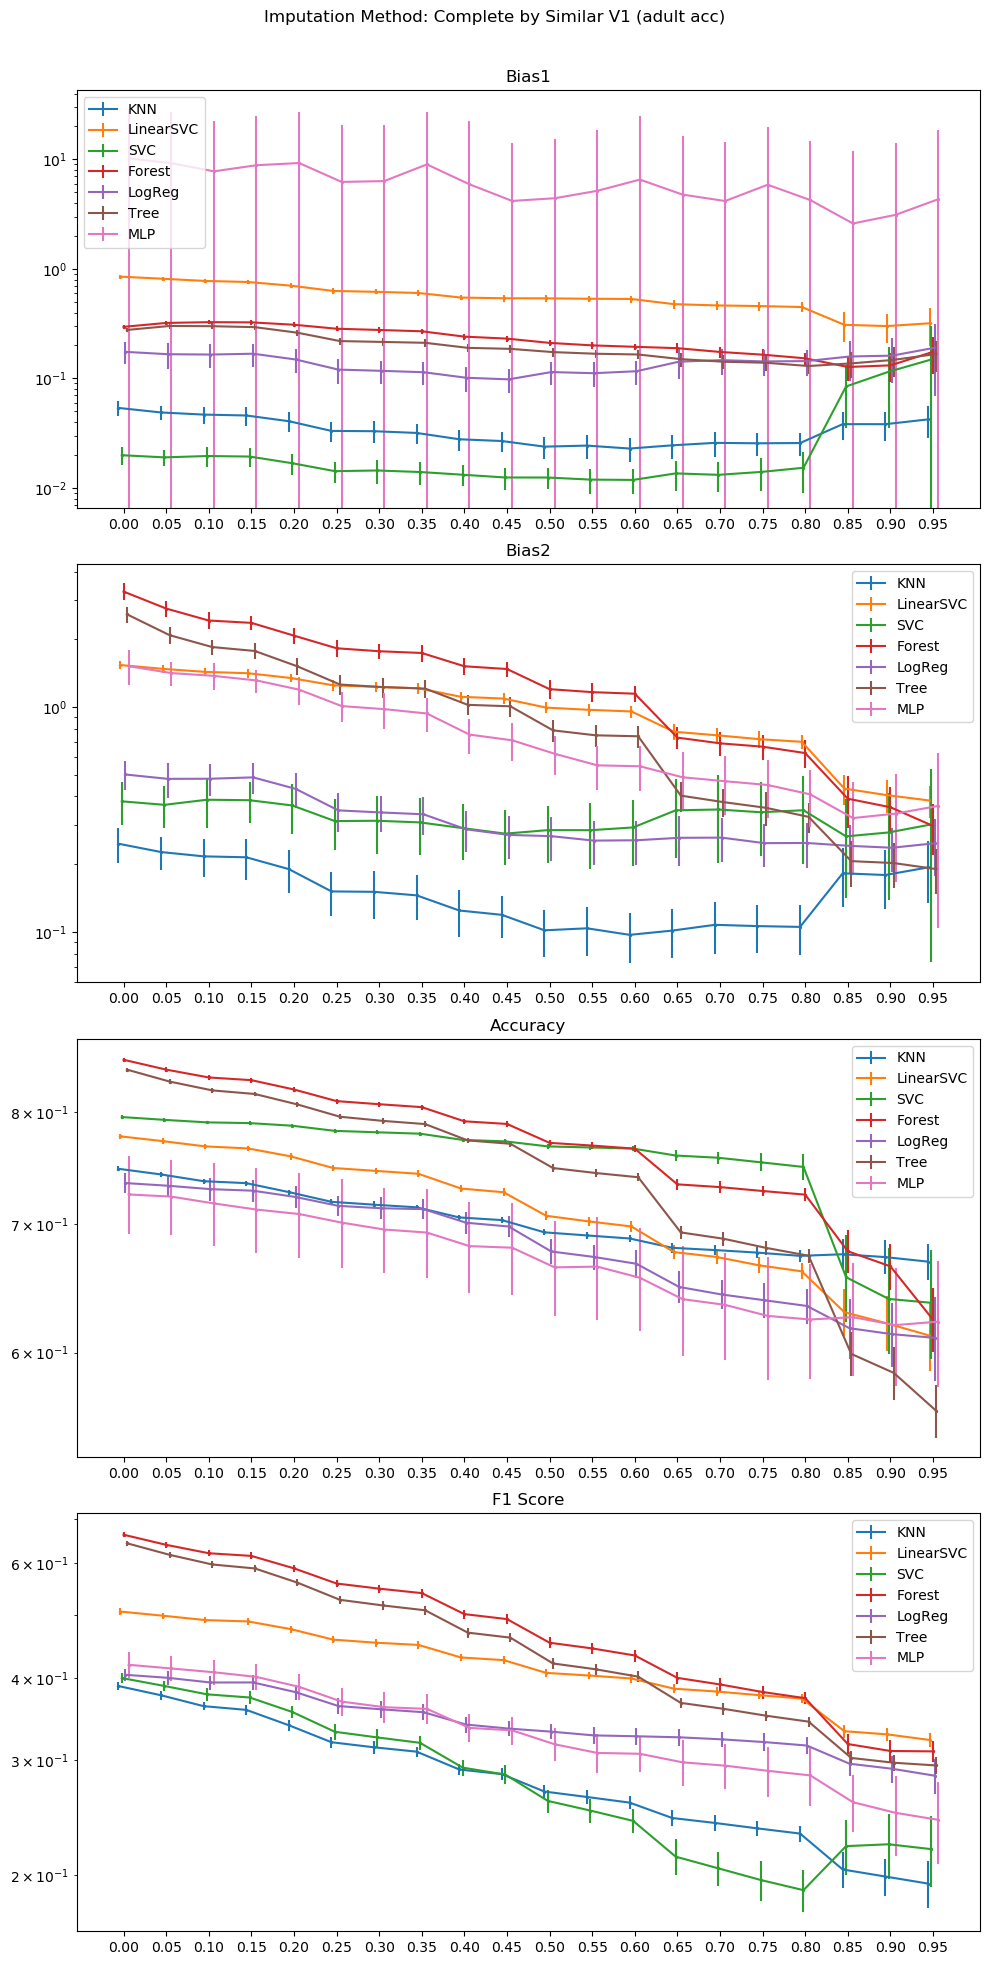 Imputation Method: Complete by Similar V1 (adult acc)
Bias1
KNN
LinearSVC
SVC
Forest
LogReg
Tree
MLP
10¹
10⁰
10⁻¹
10⁻²
0.00 0.05 0.10 0.15 0.20 0.25 0.30 0.35 0.40 0.45 0.50 0.55 0.60 0.65 0.70 0.75 0.80 0.85 0.90 0.95
Bias2
KNN
LinearSVC
SVC
Forest
LogReg
Tree
MLP
10⁰
10⁻¹
0.00 0.05 0.10 0.15 0.20 0.25 0.30 0.35 0.40 0.45 0.50 0.55 0.60 0.65 0.70 0.75 0.80 0.85 0.90 0.95
Accuracy
KNN
LinearSVC
SVC
Forest
LogReg
Tree
MLP
8 × 10⁻¹
7 × 10⁻¹
6 × 10⁻¹
0.00 0.05 0.10 0.15 0.20 0.25 0.30 0.35 0.40 0.45 0.50 0.55 0.60 0.65 0.70 0.75 0.80 0.85 0.90 0.95
F1 Score
KNN
LinearSVC
SVC
Forest
LogReg
Tree
MLP
6 × 10⁻¹
4 × 10⁻¹
3 × 10⁻¹
2 × 10⁻¹
0.00 0.05 0.10 0.15 0.20 0.25 0.30 0.35 0.40 0.45 0.50 0.55 0.60 0.65 0.70 0.75 0.80 0.85 0.90 0.95